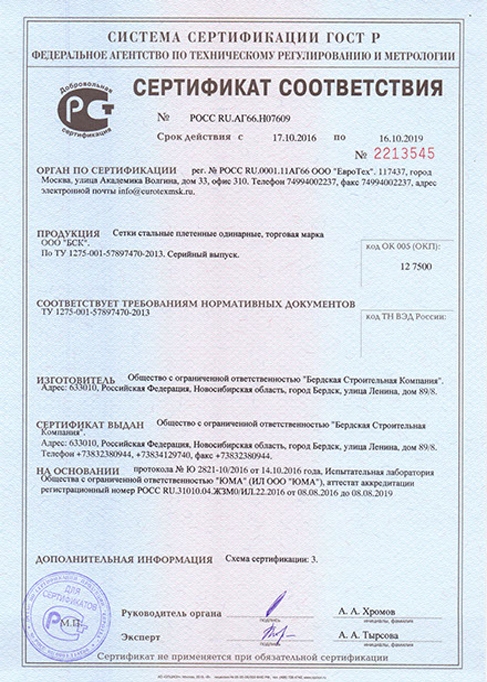 СИСТЕМА СЕРТИФИКАЦИИ ГОСТ Р
ФЕДЕРАЛЬНОЕ АГЕНТСТВО ПО ТЕХНИЧЕСКОМУ РЕГУЛИРОВАНИЮ И МЕТРОЛОГИИ
Добровольная
сертификация
СЕРТИФИКАТ СООТВЕТСТВИЯ
№ РОСС RU.АГ66.Н07609
Срок действия с 17.10.2016 по 16.10.2019
№ 2213545
ОРГАН ПО СЕРТИФИКАЦИИ рег. № РОСС RU.0001.11АГ66 ООО "ЕвроТех". 117437, город
Москва, улица Академика Волгина, дом 33, офис 310. Телефон 74994002237, факс 74994002237, адрес
электронной почты info@eurotexmsk.ru.
ПРОДУКЦИЯ Сетки стальные плетенные одинарные, торговая марка
ООО "БСК".
По ТУ 1275-001-57897470-2013. Серийный выпуск.
код ОК 005 (ОКП):
12 7500
СООТВЕТСТВУЕТ ТРЕБОВАНИЯМ НОРМАТИВНЫХ ДОКУМЕНТОВ
ТУ 1275-001-57897470-2013
код ТН ВЭД России:
ИЗГОТОВИТЕЛЬ Общество с ограниченной ответственностью "Бердская Строительная Компания".
Адрес: 633010, Российская Федерация, Новосибирская область, город Бердск, улица Ленина, дом 89/8.
СЕРТИФИКАТ ВЫДАН Общество с ограниченной ответственностью "Бердская Строительная
Компания".
Адрес: 633010, Российская Федерация, Новосибирская область, город Бердск, улица Ленина, дом 89/8.
Телефон +73832380944, +73834129740, факс +73832380944.
НА ОСНОВАНИИ протокола № Ю 2821-10/2016 от 14.10.2016 года, Испытательная лаборатория
Общества с ограниченной ответственностью "ЮМА" (ИЛ ООО "ЮМА"), аттестат аккредитации
регистрационный номер РОСС RU.31010.04.ЖЗМ0/ИЛ.22.2016 от 08.08.2016 до 08.08.2019
ДОПОЛНИТЕЛЬНАЯ ИНФОРМАЦИЯ Схема сертификации: 3.
ДЛЯ
СЕРТИФИКАТОВ
М.П.
Руководитель органа А. А. Хромов
подпись инициалы, фамилия
Эксперт А. А. Тырсова
подпись инициалы, фамилия
Сертификат не применяется при обязательной сертификации